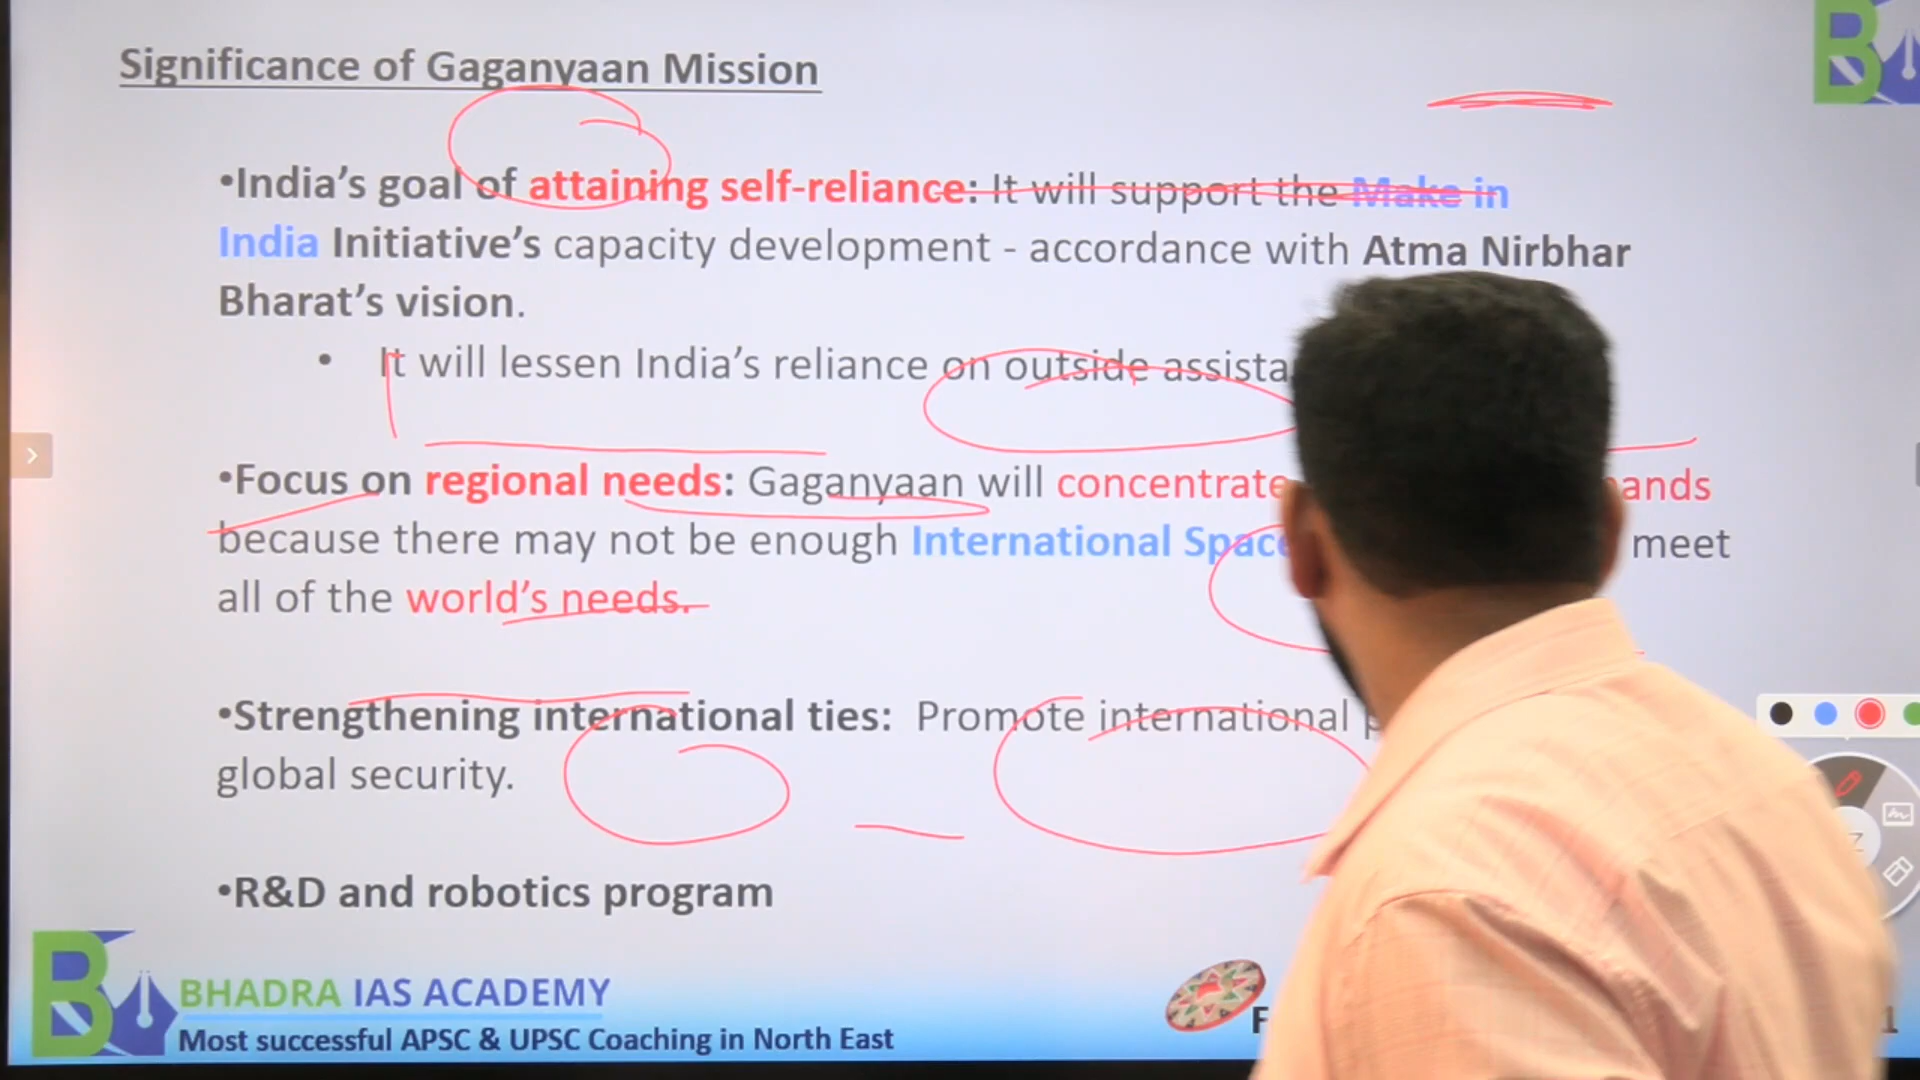 Significance of Gaganyaan Mission
•India's goal of attaining self-reliance: It will support the Make in
India Initiative's capacity development - accordance with Atma Nirbhar
Bharat's vision.
• It will lessen India's reliance on outside
•Focus on regional needs: Gaganyaan will concentrate
because there may not be enough International Space meet
all of the world's needs.
•Strengthening international ties: Promote international
global security.
•R&D and robotics program
BHADRA IAS ACADEMY
Most successful APSC & UPSC Coaching in North East